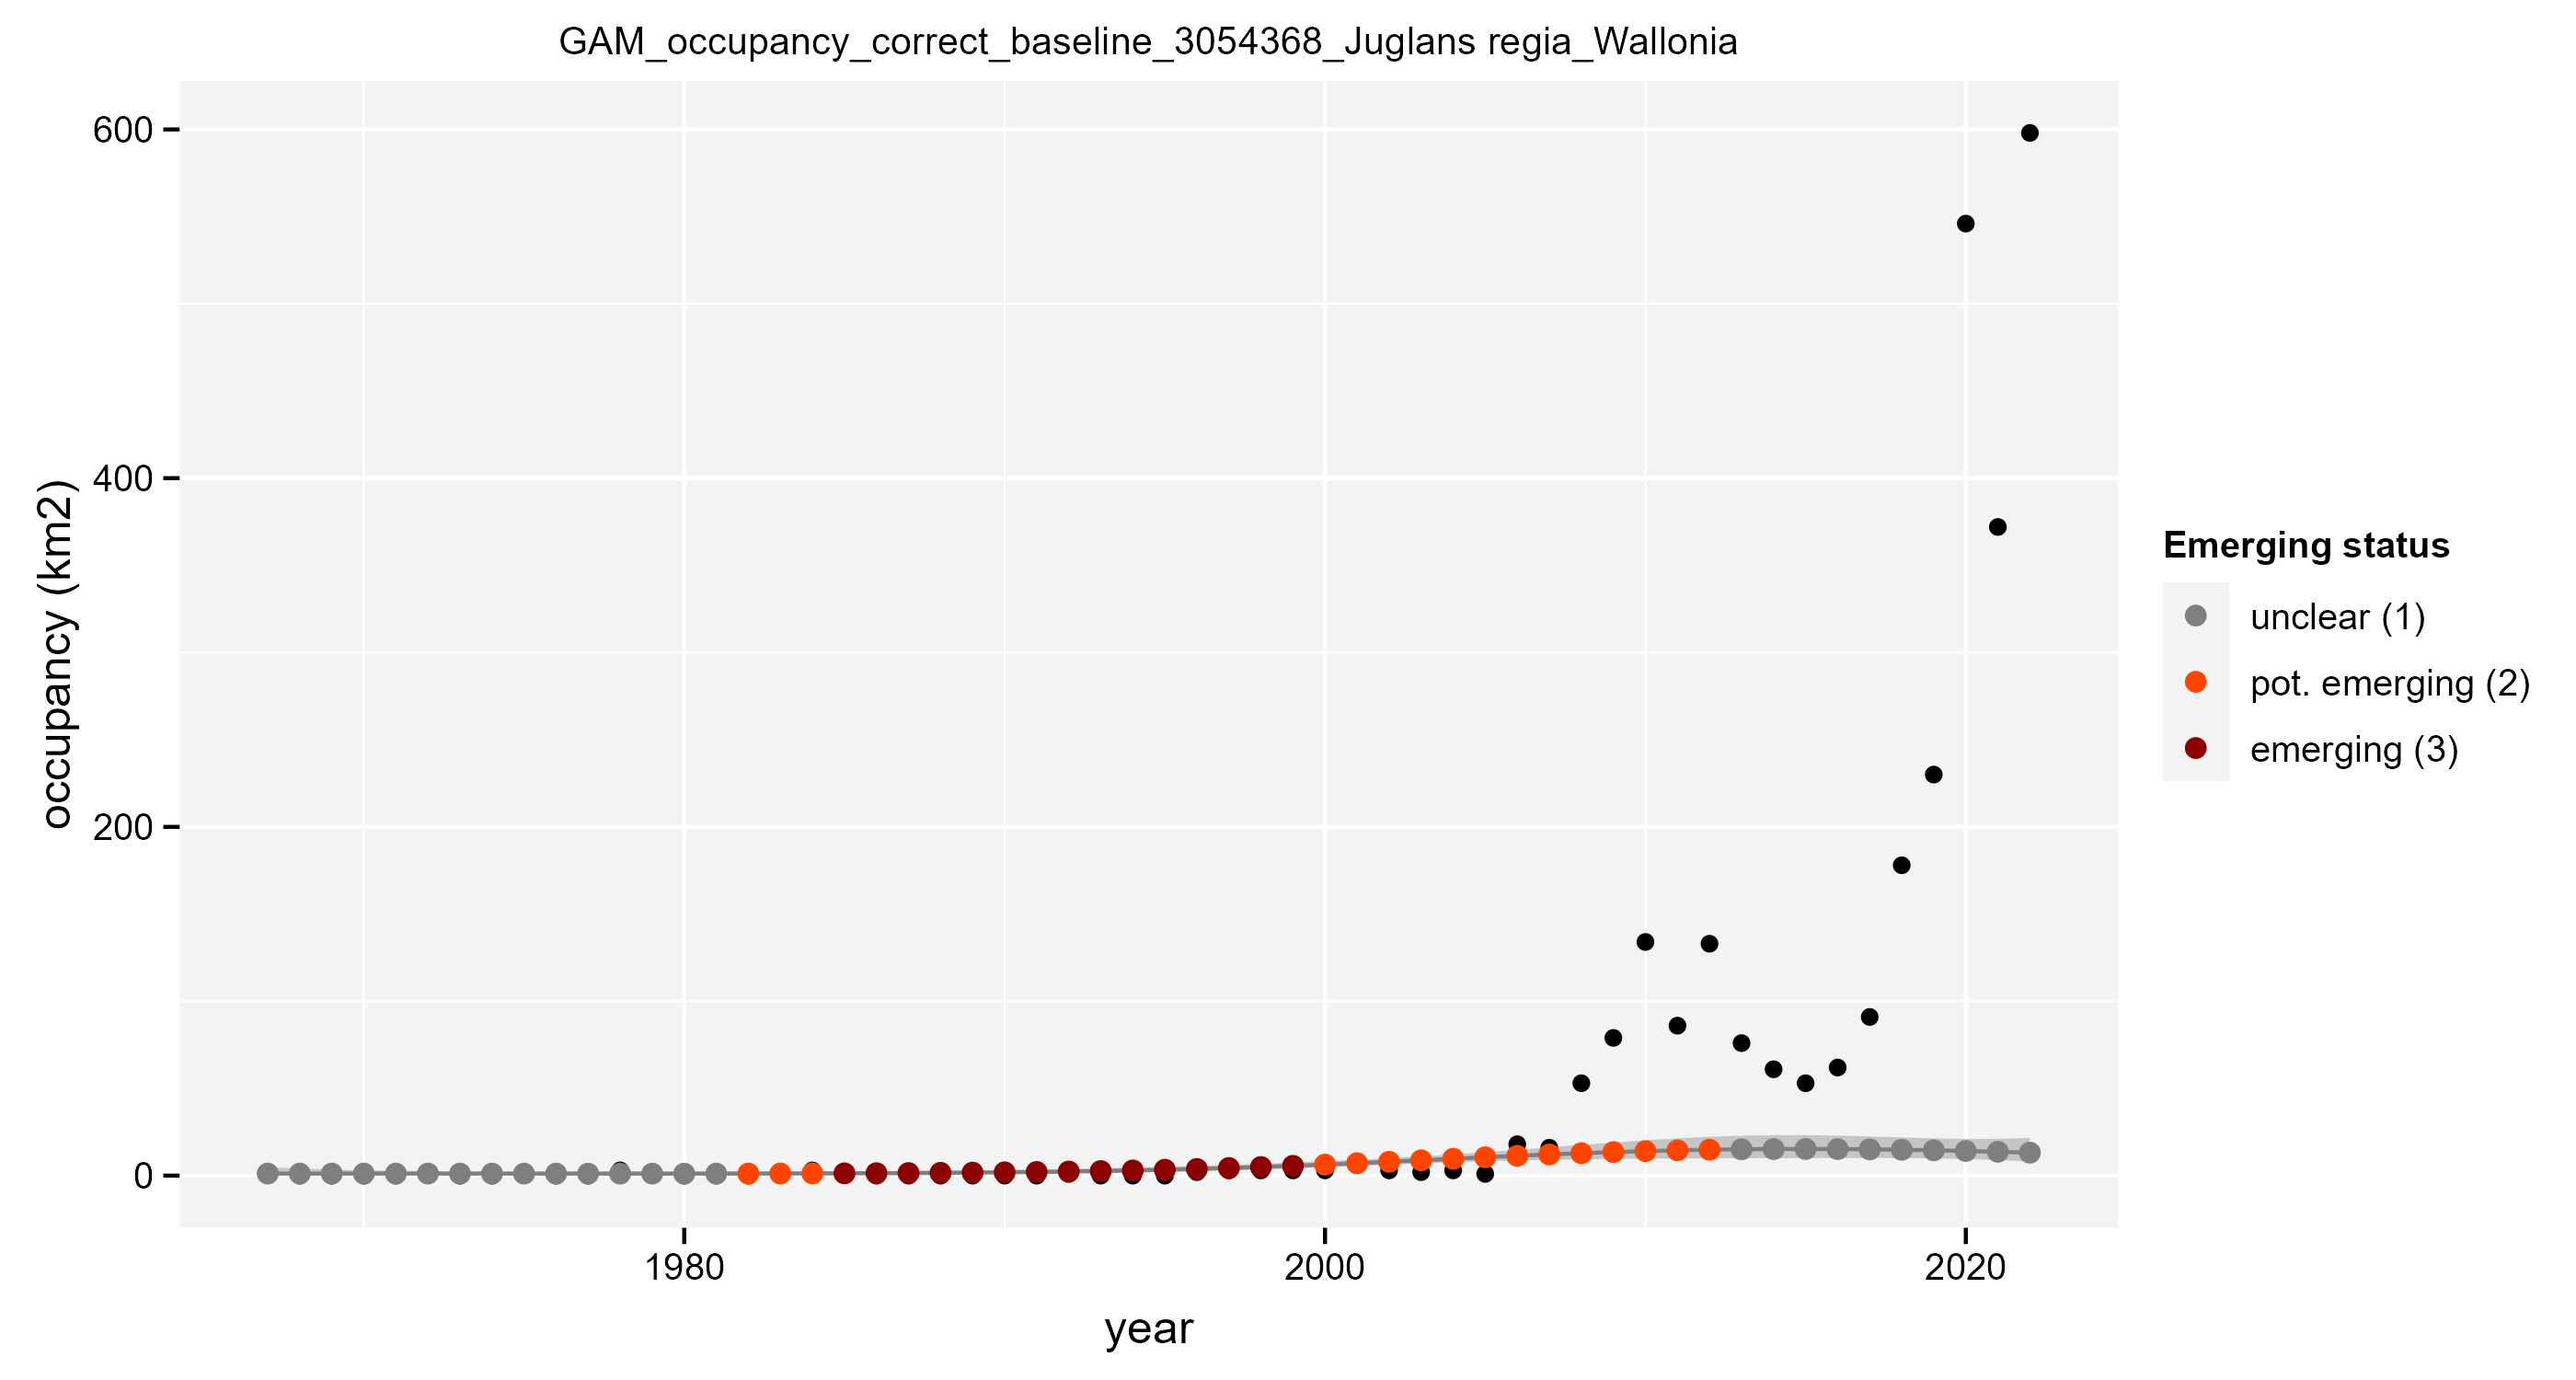 GAM_occupancy_correct_baseline_3054368_Juglans regia_Wallonia
600
400
200
0
occupancy (km2)
1980
2000
2020
year
Emerging status
unclear (1)
pot. emerging (2)
emerging (3)